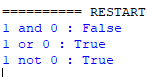 ========== RESTART
1 and 0 : False
1 or 0 : True
1 not 0 : True